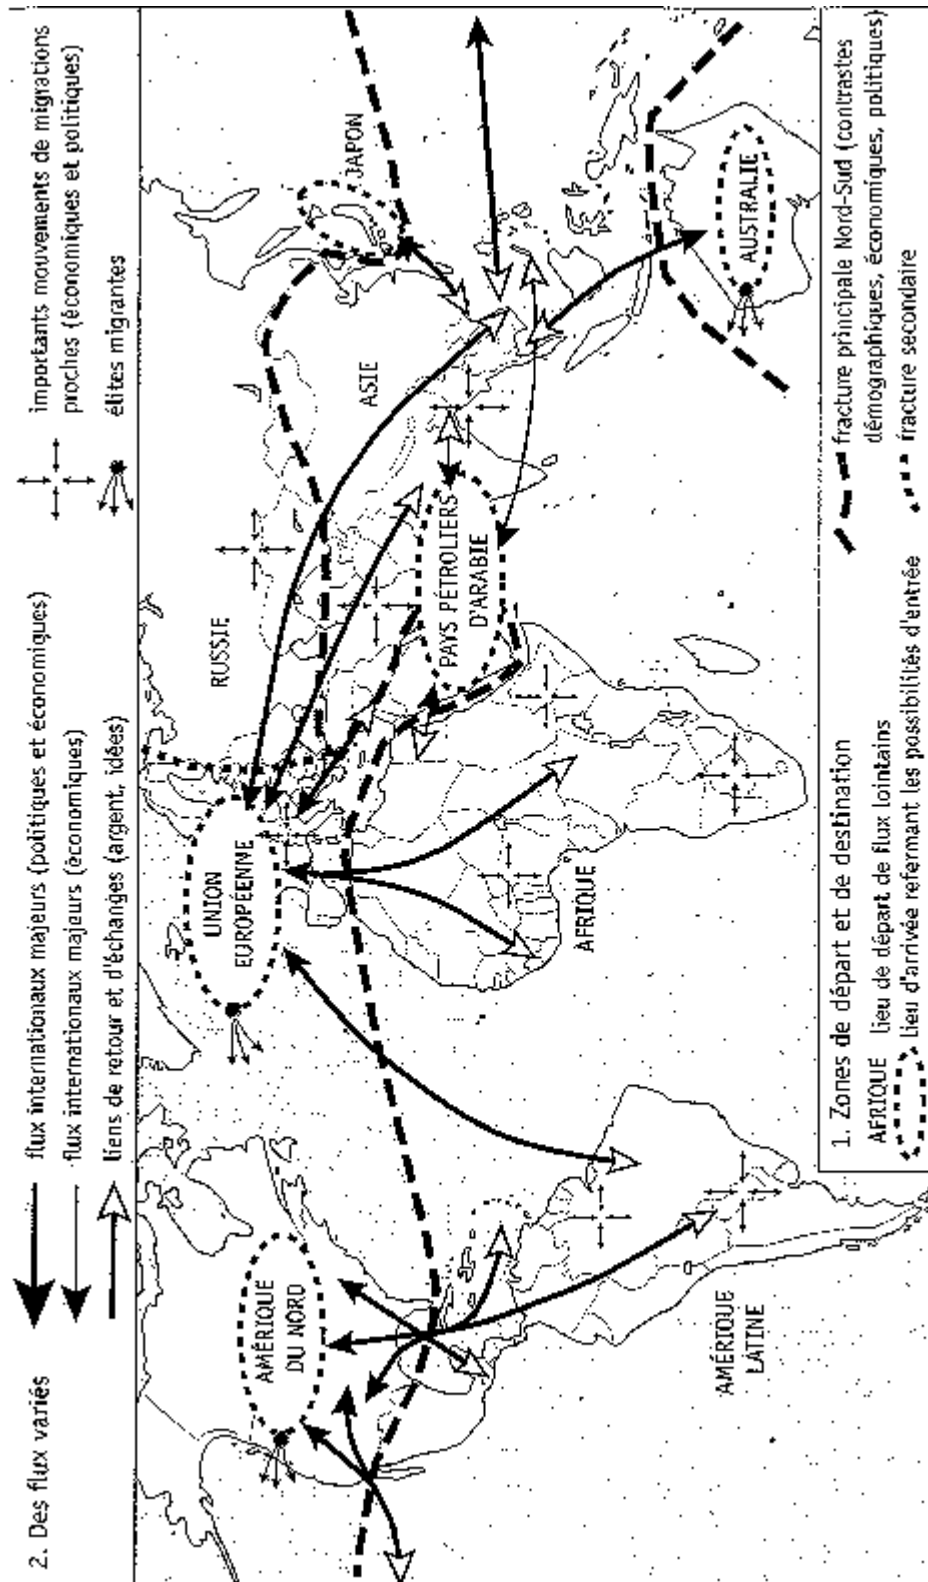 2. Des flux variés
flux internationaux majeurs (politiques et économiques)
flux internationaux majeurs (économiques)
liens de retour et d'échanges (argent, idées)
importants nouvements de migrations
proches (économiques et politiques)
élites migrantes
AMÉRIQUE
DU NORD
UNION
EUROPÉENNE
RUSSIE
ASIE
JAPON
PAYS PÉTROLIERS
D'ARABIE
AFRIQUE
AMÉRIQUE
LATINE
AUSTRALIE
1. Zones de départ et de destination
AFRIQUE lieu de départ de flux lointains
lieu d'arrivée refermant les possibilités d'entrée
fracture principale Nord-Sud (contrastes
démographiques, économiques, politiques)
fracture secondaire